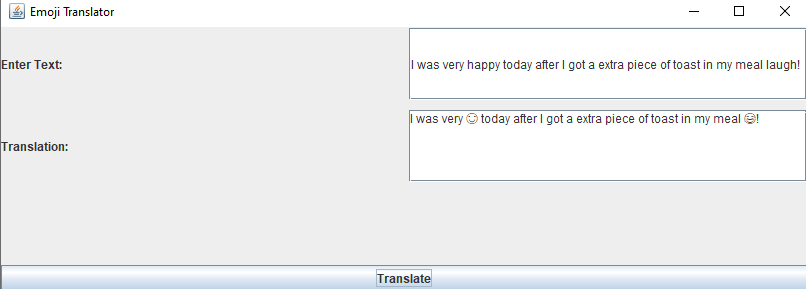 Emoji Translator
Enter Text:
I was very happy today after I got a extra piece of toast in my meal laugh!
Translation:
I was very ☺ today after I got a extra piece of toast in my meal 😂!
Translate